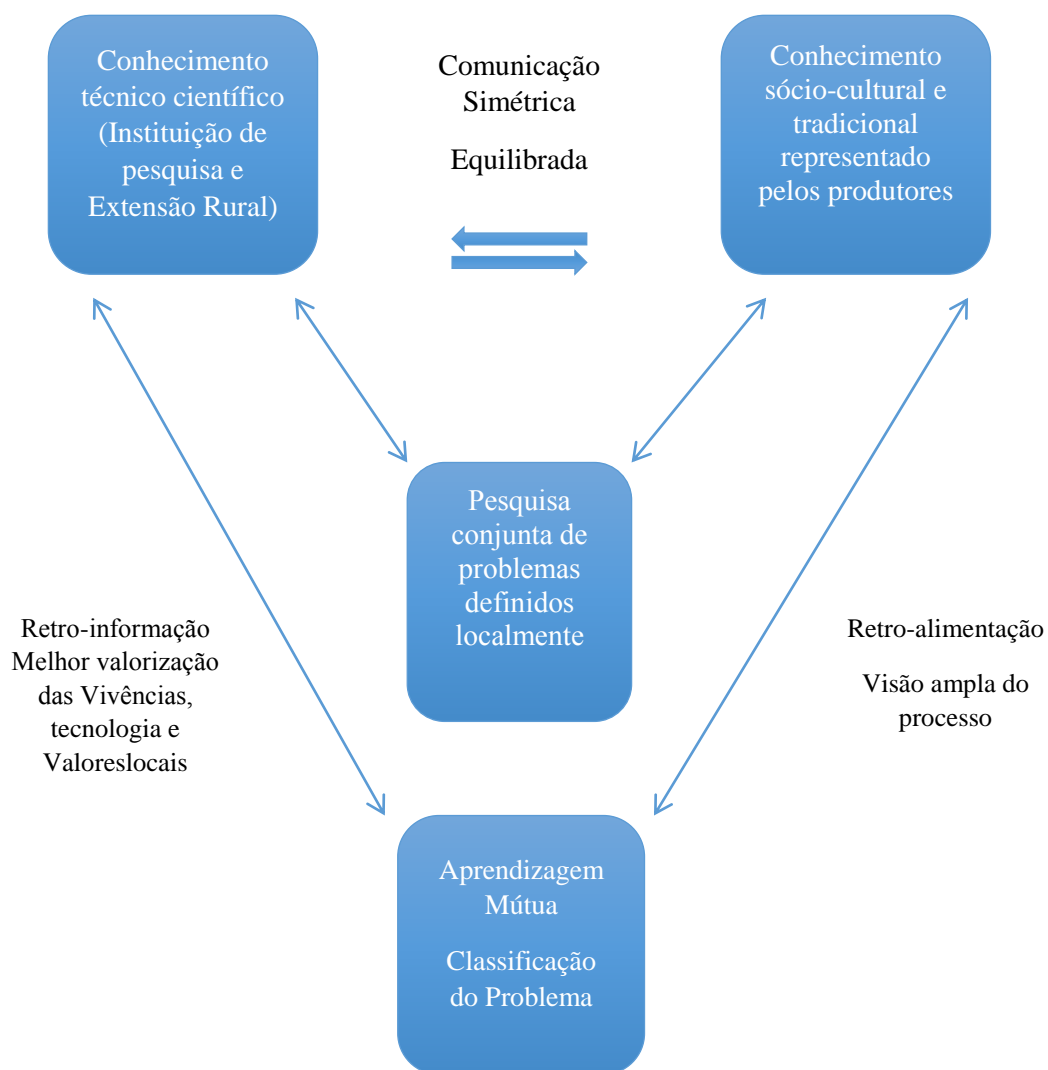 Conhecimento
técnico científico
(Instituição de
pesquisa e
Extensão Rural)
Comunicação
Simétrica
Equilibrada
Conhecimento
sócio-cultural e
tradicional
representado
pelos produtores
Pesquisa
conjunta de
problemas
definidos
localmente
Retro-informação
Melhor valorização
das Vivências,
tecnologia e
Valoreslocais
Retro-alimentação
Visão ampla do
processo
Aprendizagem
Mútua
Classificação
do Problema